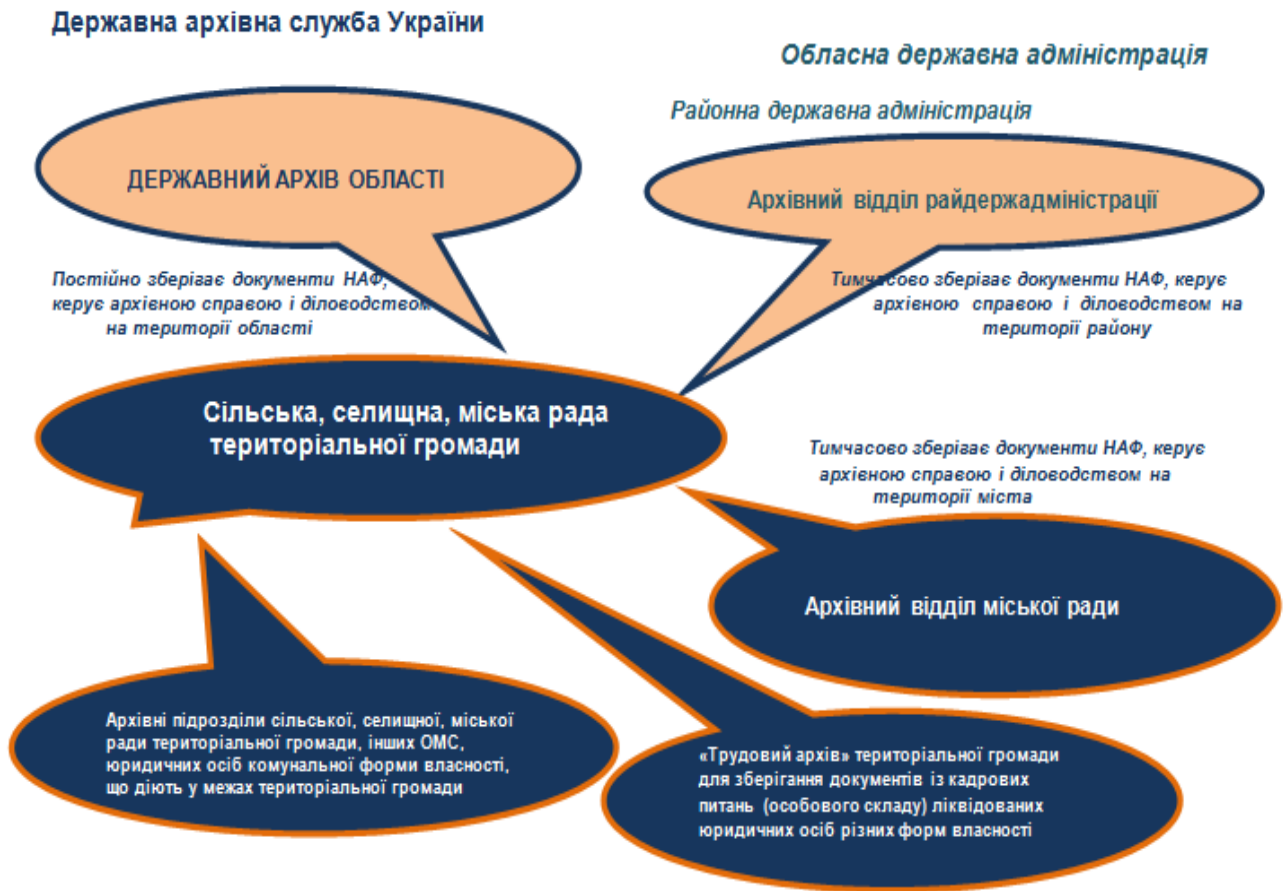 Державна архівна служба України
Обласна державна адміністрація
Районна державна адміністрація
ДЕРЖАВНИЙ АРХІВ ОБЛАСТІ
Архівний відділ райдержадміністрації
Постійно зберігає документи НАФ,
керує архівною справою і діловодством
на території області
Тимчасово зберігає документи НАФ, керує
архівною справою і діловодством на
території району
Сільська, селищна, міська рада
територіальної громади
Тимчасово зберігає документи НАФ, керує
архівною справою і діловодством на
території міста
Архівний відділ міської ради
Архівні підрозділи сільської, селищної, міської
ради територіальної громади, інших ОМС,
юридичних осіб комунальної форми власності,
що діють у межах територіальної громади
«Трудовий архів» територіальної громади
для зберігання документів із кадрових
питань (особового складу) ліквідованих
юридичних осіб різних форм власності